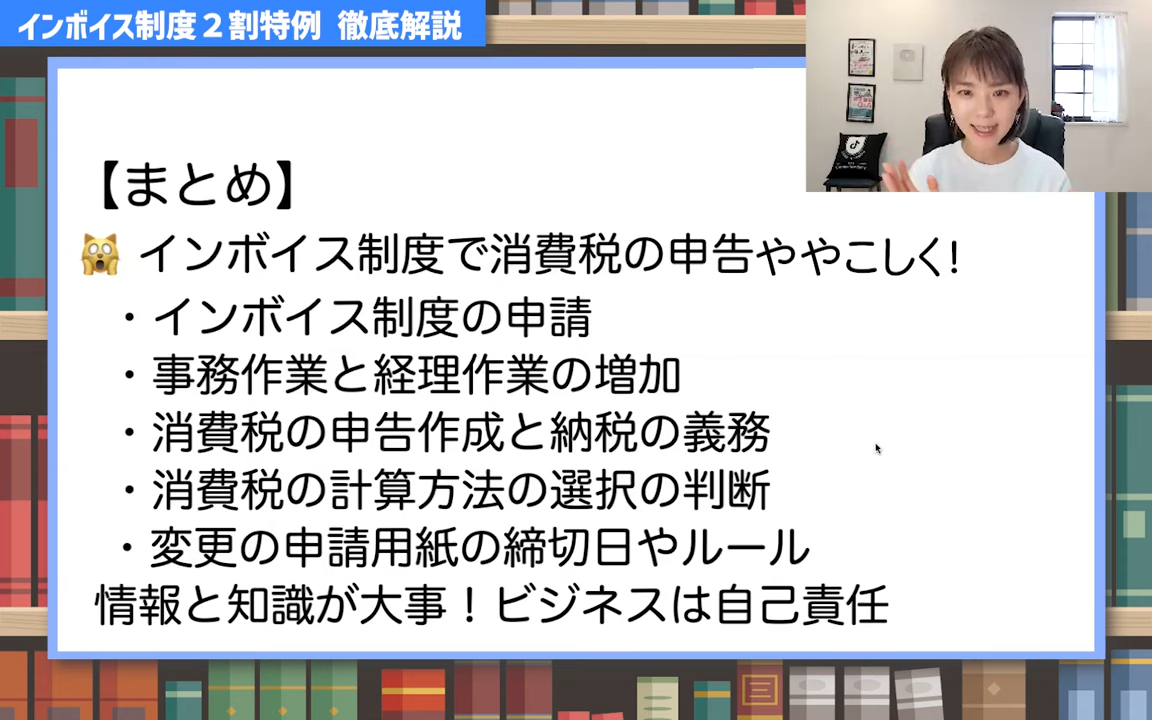 インボイス制度２割特例 徹底解説
【まとめ】
🙀 インボイス制度で消費税の申告ややこしく!
・インボイス制度の申請
・事務作業と経理作業の増加
・消費税の申告作成と納税の義務
・消費税の計算方法の選択の判断
・変更の申請用紙の締切日やルール
情報と知識が大事！ビジネスは自己責任